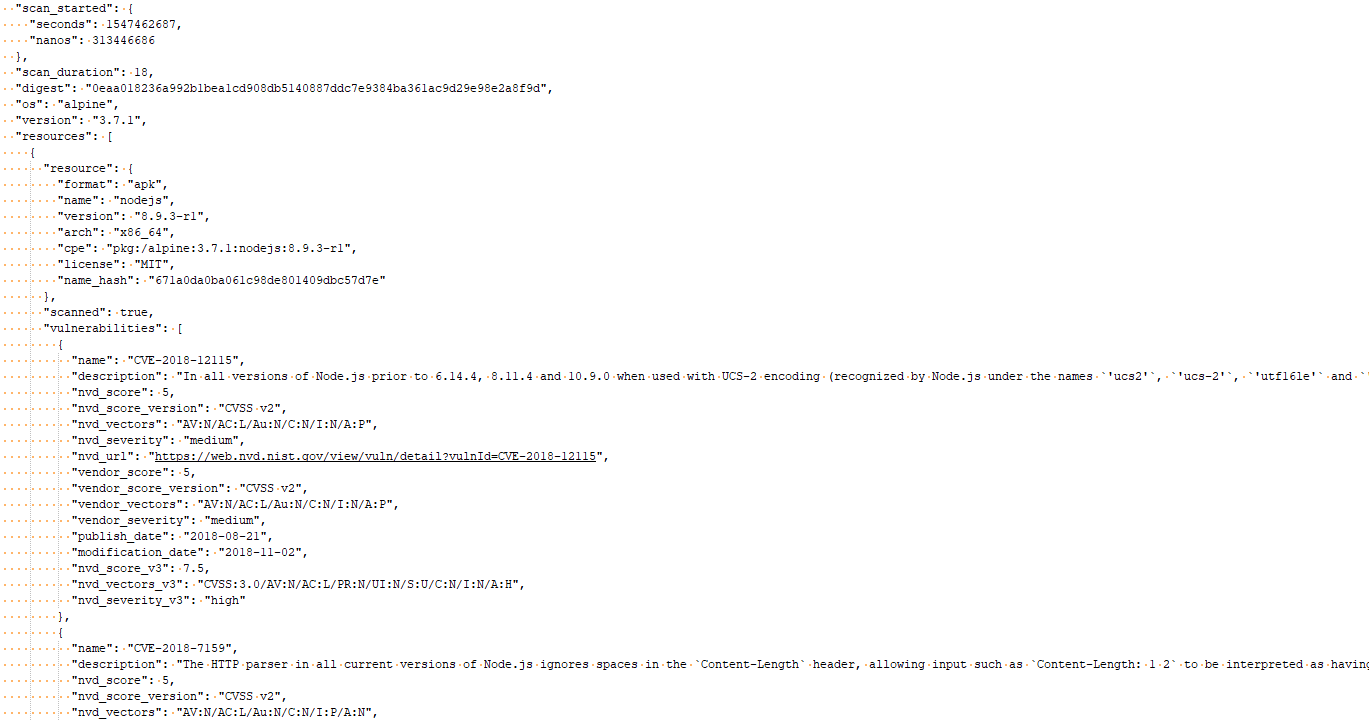 "scan_started": {
"seconds": 1547462687,
"nanos": 313446686
},
"scan_duration": 18,
"digest": "0eaa018236a992b1bea1cd908db5140887ddc7e9384ba361ac9d29e98e2a8f9d",
"os": "alpine",
"version": "3.7.1",
"resources": [
{
"resource": {
"format": "apk",
"name": "nodejs",
"version": "8.9.3-r1",
"arch": "x86_64",
"cpe": "pkg:/alpine:3.7.1:nodejs:8.9.3-r1",
"license": "MIT",
"name_hash": "671a0da0ba061c98de801409dbc57d7e"
},
"scanned": true,
"vulnerabilities": [
{
"name": "CVE-2018-12115",
"description": "In all versions of Node.js prior to 6.14.4, 8.11.4 and 10.9.0 when used with UCS-2 encoding (recognized by Node.js under the names `'ucs2'`, `'ucs-2'`, `'utf16le'` and `'
"nvd_score": 5,
"nvd_score_version": "CVSS v2",
"nvd_vectors": "AV:N/AC:L/Au:N/C:N/I:N/A:P",
"nvd_severity": "medium",
"nvd_url": "https://web.nvd.nist.gov/view/vuln/detail?vulnId=CVE-2018-12115",
"vendor_score": 5,
"vendor_score_version": "CVSS v2",
"vendor_vectors": "AV:N/AC:L/Au:N/C:N/I:N/A:P",
"vendor_severity": "medium",
"publish_date": "2018-08-21",
"modification_date": "2018-11-02",
"nvd_score_v3": 7.5,
"nvd_vectors_v3": "CVSS:3.0/AV:N/AC:L/PR:N/UI:N/S:U/C:N/I:N/A:H",
"nvd_severity_v3": "high"
},
{
"name": "CVE-2018-7159",
"description": "The HTTP parser in all current versions of Node.js ignores spaces in the `Content-Length` header, allowing input such as `Content-Length: 1 2` to be interpreted as having
"nvd_score": 5,
"nvd_score_version": "CVSS v2",
"nvd_vectors": "AV:N/AC:L/Au:N/C:N/I:P/A:N",